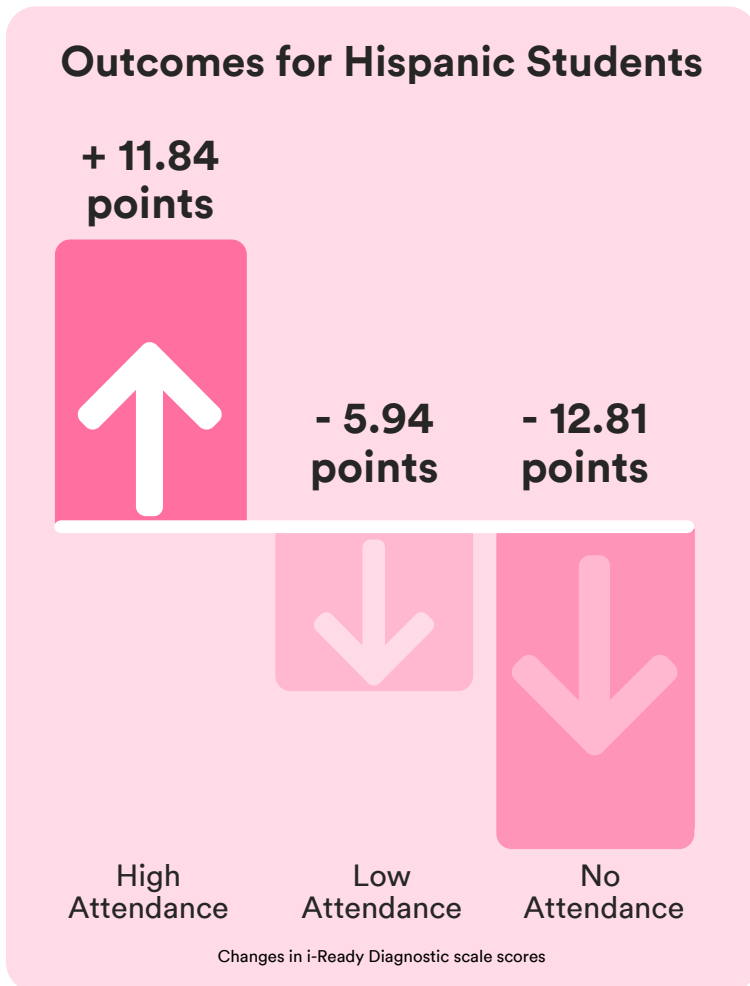 Outcomes for Hispanic Students
+ 11.84
points
- 5.94
points
- 12.81
points
High
Attendance
Low
Attendance
No
Attendance
Changes in i-Ready Diagnostic scale scores